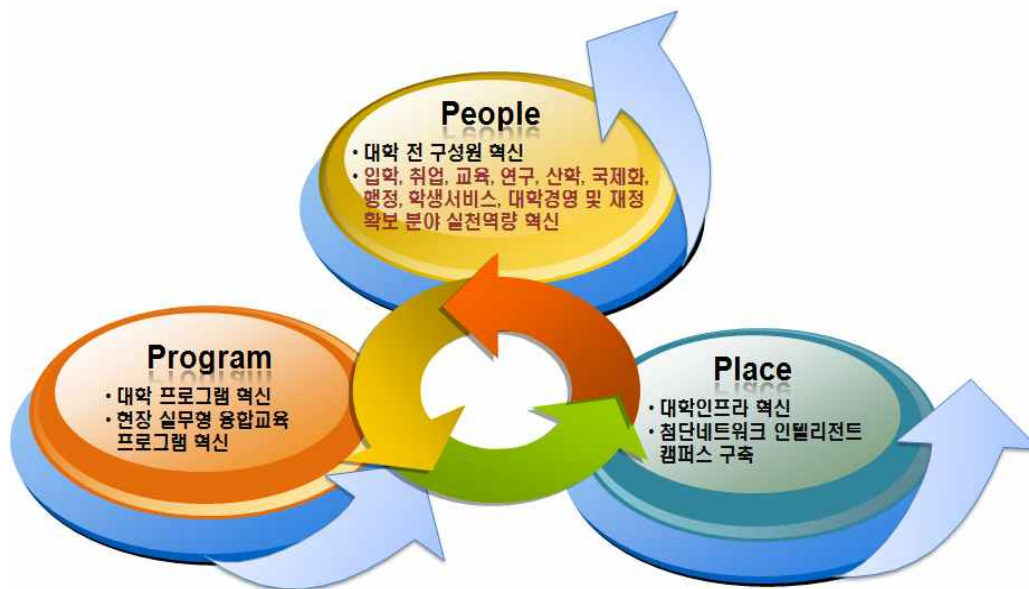 People
• 대학 전 구성원 혁신
• 입학, 취업, 교육, 연구, 산학, 국제화,
행정, 학생서비스, 대학경영 및 재정
확보 분야 실천역량 혁신
Program
• 대학 프로그램 혁신
• 현장 실무형 융합교육
프로그램 혁신
Place
• 대학인프라 혁신
• 첨단네트워크 인텔리전트
캠퍼스 구축